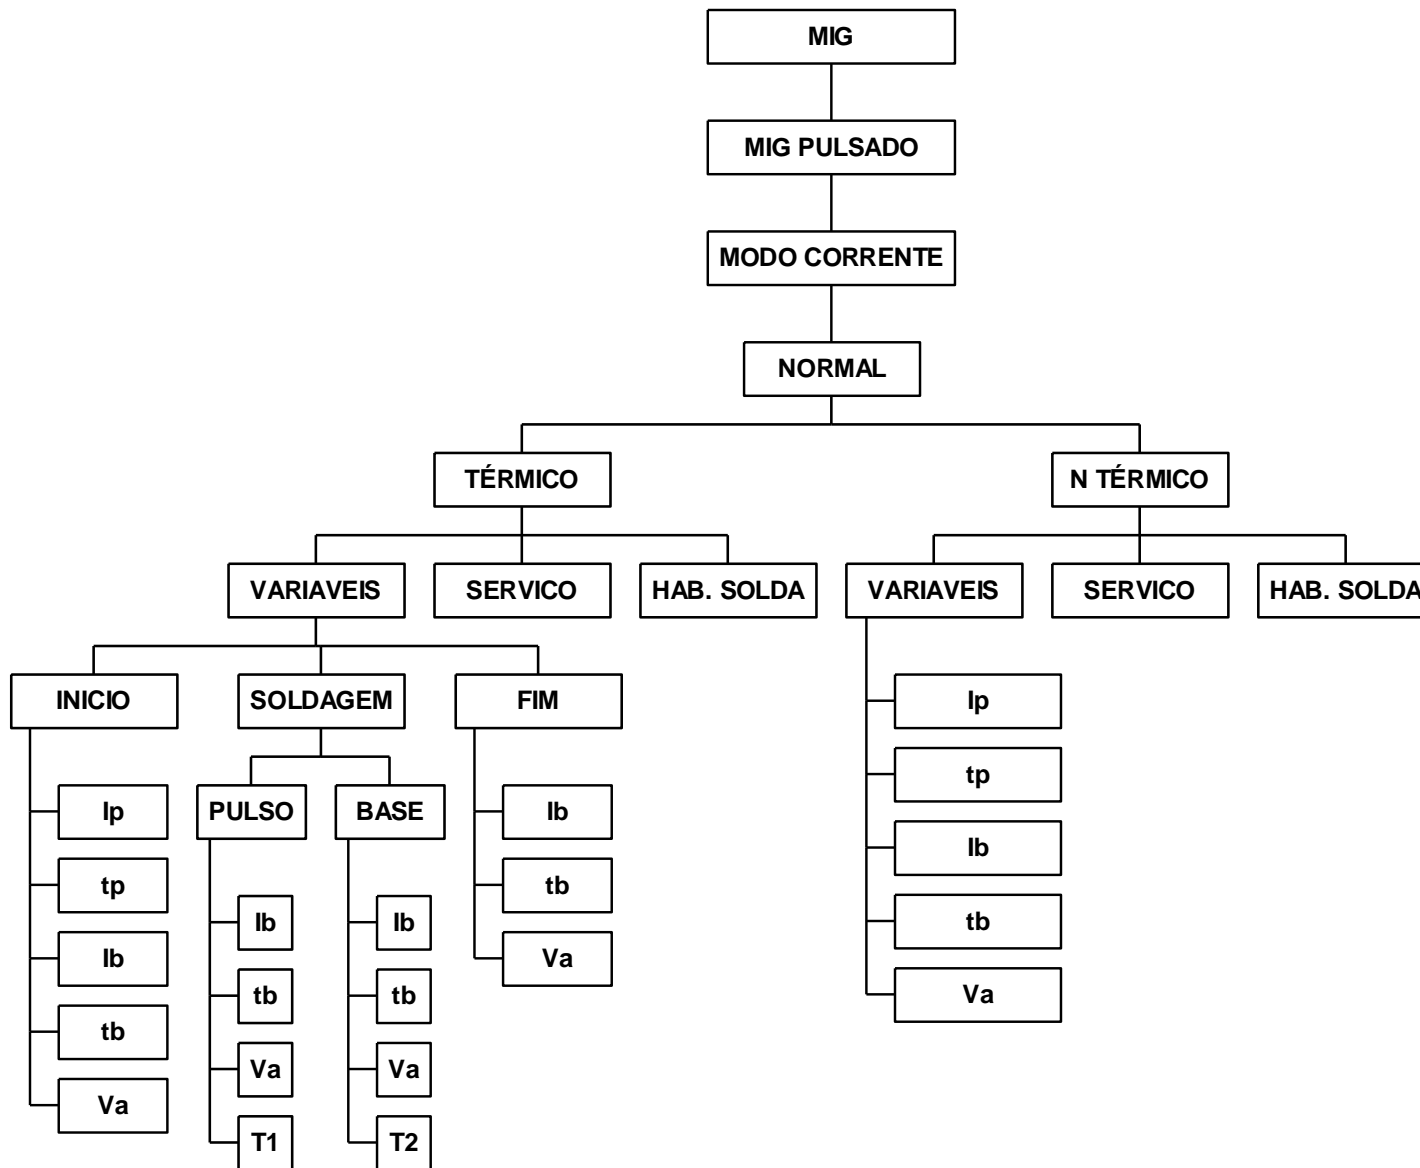 MIG
MIG PULSADO
MODO CORRENTE
NORMAL
TÉRMICO
N TÉRMICO
VARIAVEIS
SERVICO
HAB. SOLDA
VARIAVEIS
SERVICO
HAB. SOLDA
INICIO
SOLDAGEM
FIM
Ip
tp
Ib
tb
Va
PULSO
BASE
Ib
tb
Va
T1
Ib
tb
Va
T2
Ib
tb
Va
Ip
tp
Ib
tb
Va